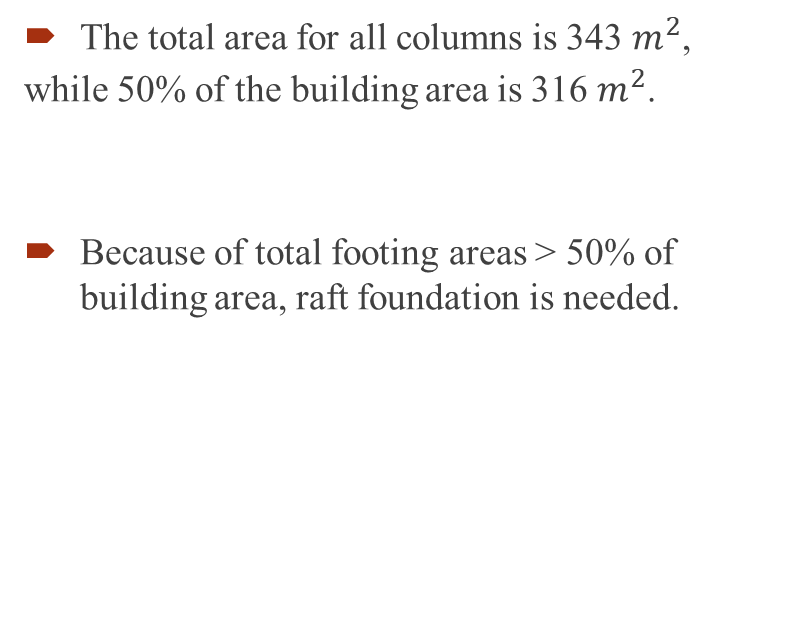 The total area for all columns is 343 𝑚²,
while 50% of the building area is 316 𝑚².
Because of total footing areas > 50% of
building area, raft foundation is needed.